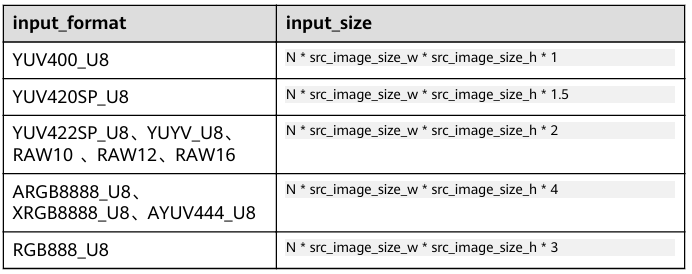 input_format input_size
YUV400_U8 N * src_image_size_w * src_image_size_h * 1
YUV420SP_U8 N * src_image_size_w * src_image_size_h * 1.5
YUV422SP_U8、YUYV_U8、 N * src_image_size_w * src_image_size_h * 2
RAW10 、RAW12、RAW16
ARGB8888_U8、 N * src_image_size_w * src_image_size_h * 4
XRGB8888_U8、AYUV444_U8
RGB888_U8 N * src_image_size_w * src_image_size_h * 3